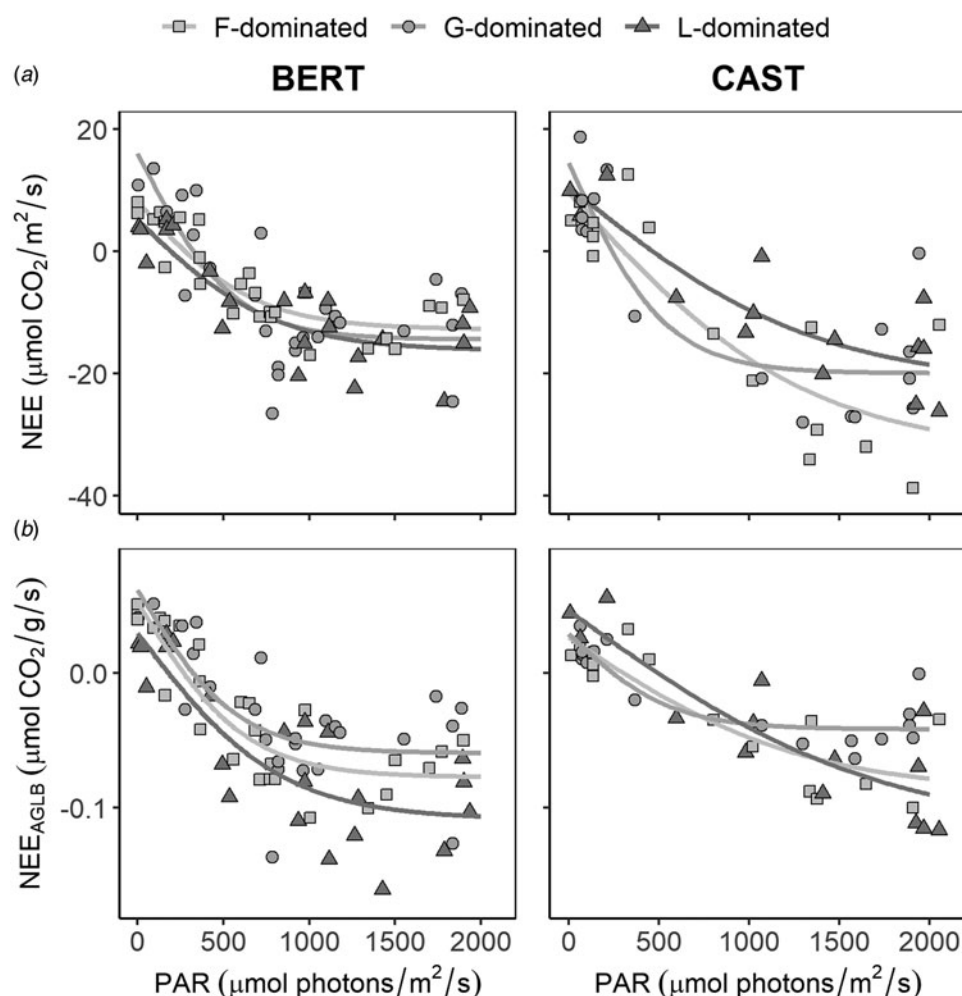 F-dominated G-dominated L-dominated
(a)
BERT CAST
NEE (μmol CO₂/m²/s)
20
0
-20
-40
(b)
NEE_AGLB (μmol CO₂/g/s)
0.0
-0.1
0 500 1000 1500 2000 0 500 1000 1500 2000
PAR (μmol photons/m²/s) PAR (μmol photons/m²/s)